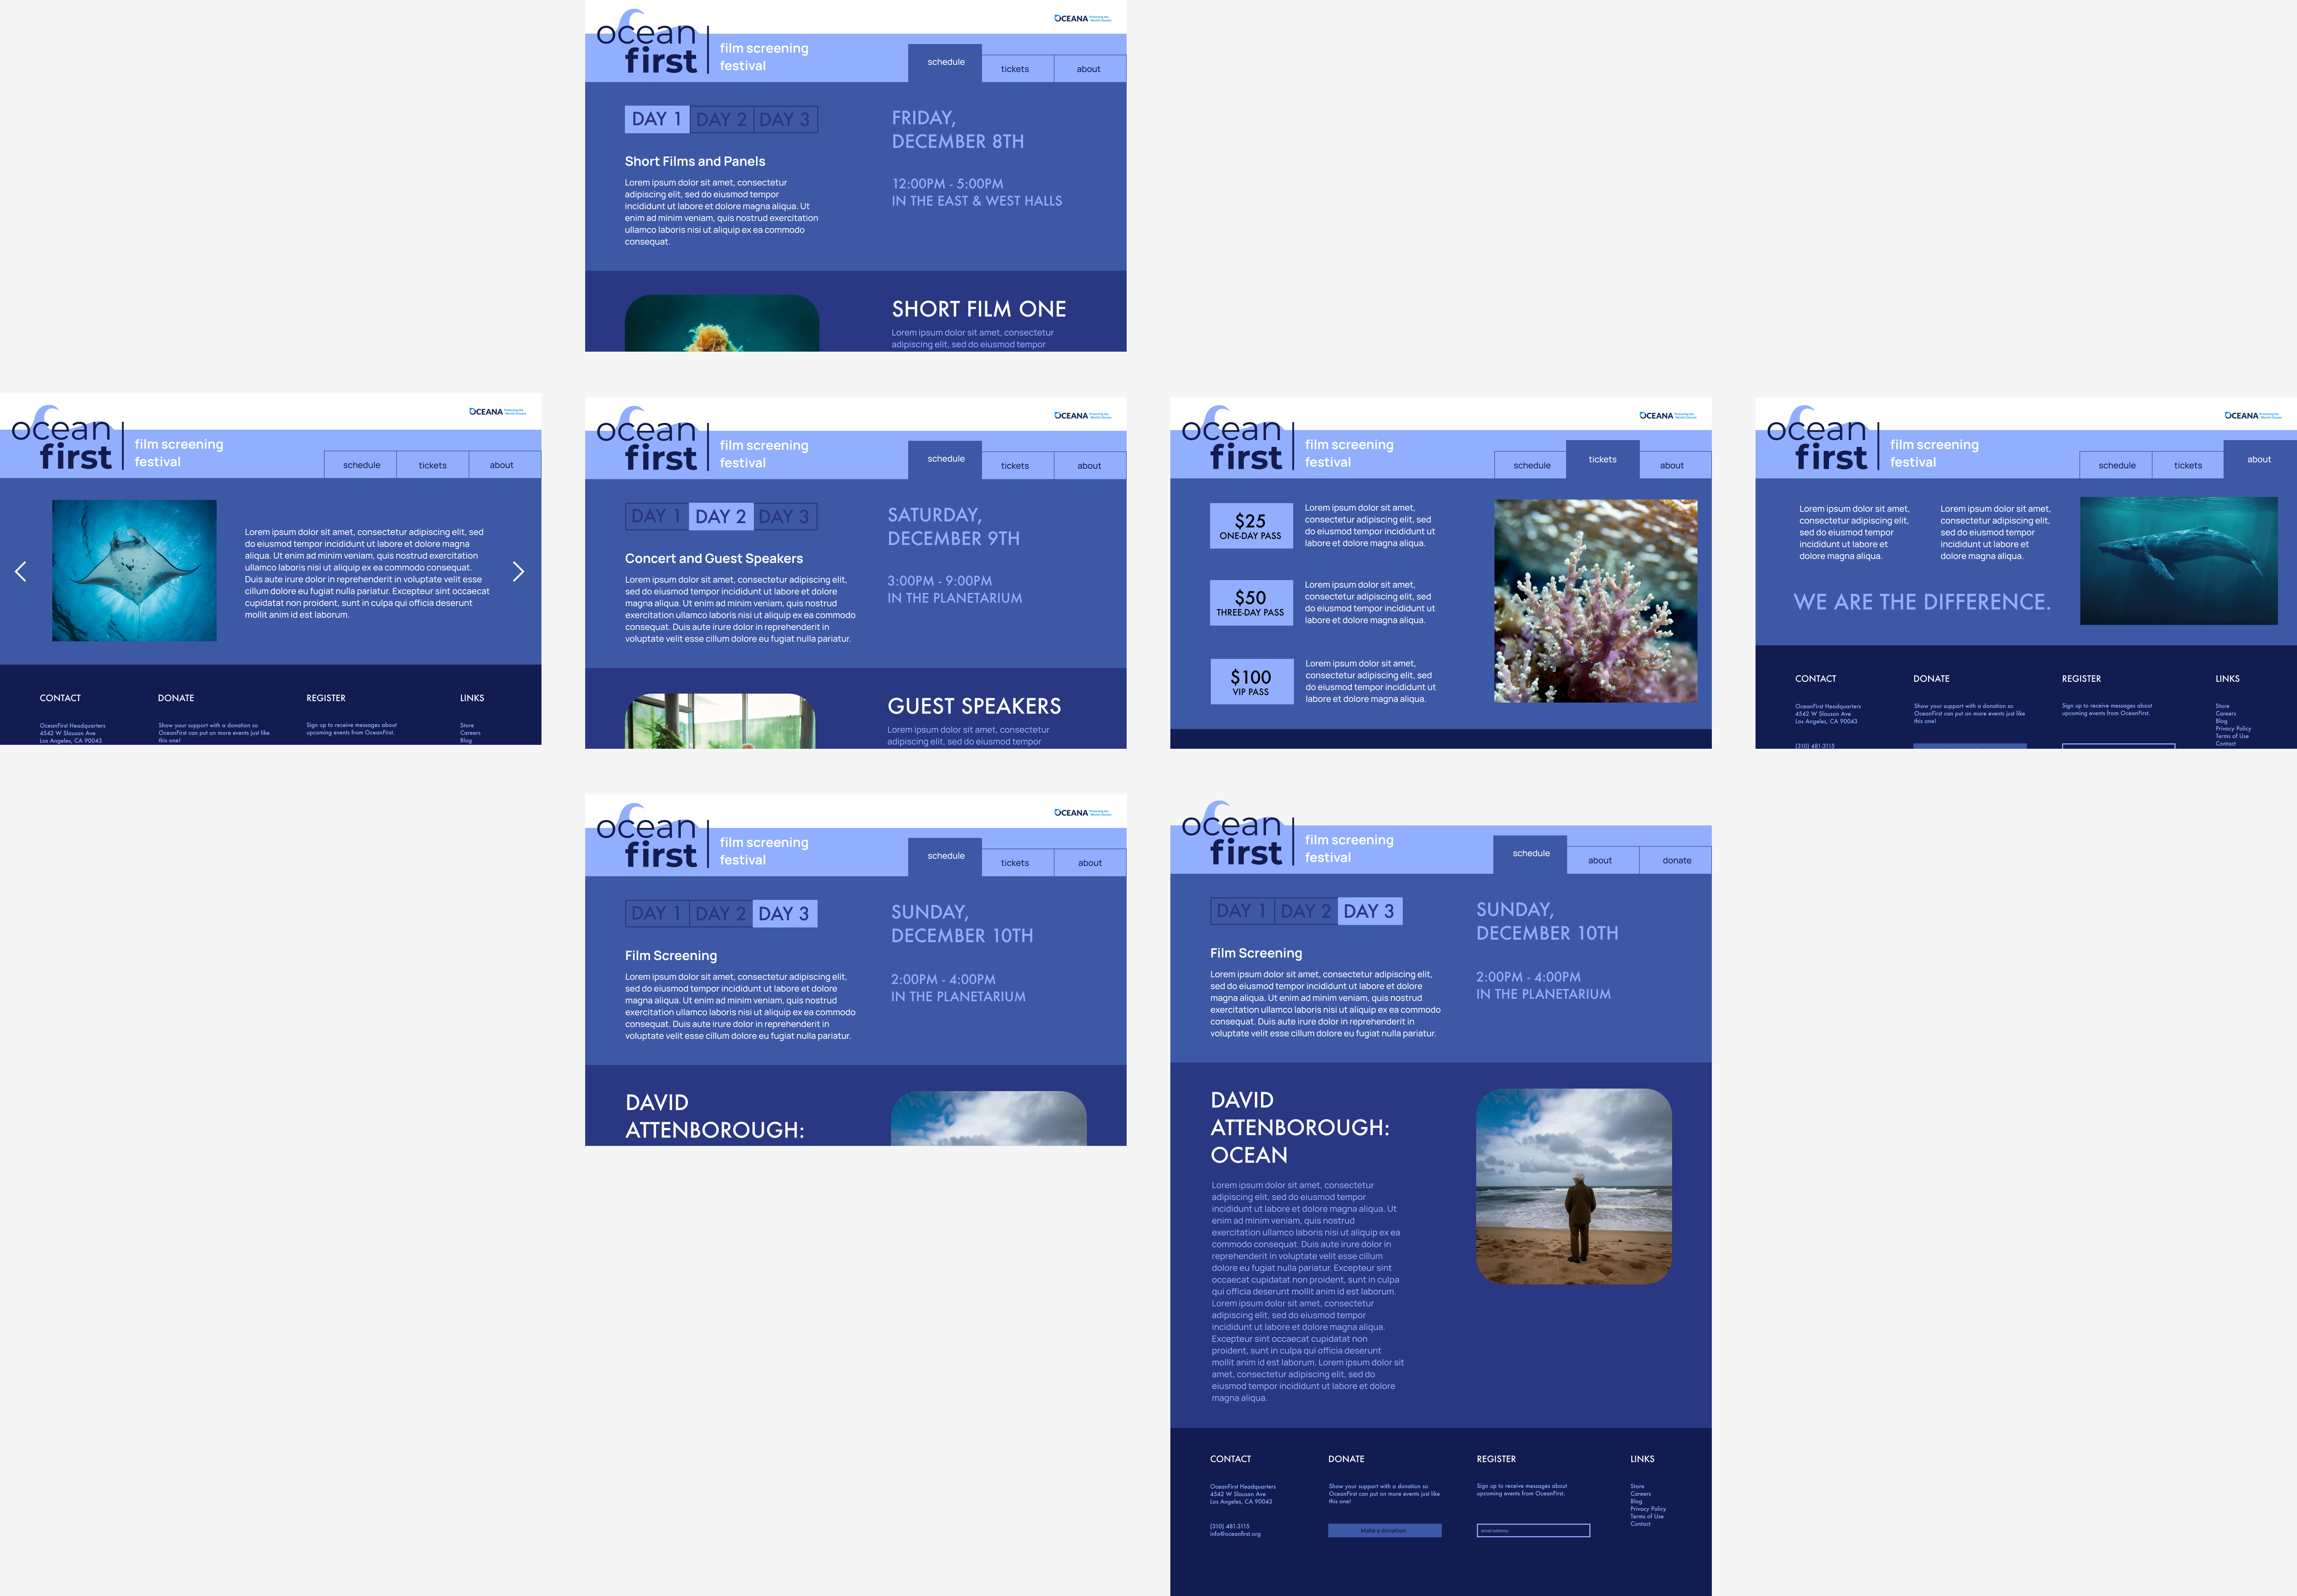 ocean
first
film screening
festival
OCEANA Protecting the
World's Oceans
schedule
tickets
about
DAY 1
DAY 2
DAY 3
Short Films and Panels
Lorem ipsum dolor sit amet, consectetur
adipiscing elit, sed do eiusmod tempor
incididunt ut labore et dolore magna aliqua. Ut
enim ad minim veniam, quis nostrud exercitation
ullamco laboris nisi ut aliquip ex ea commodo
consequat.
FRIDAY,
DECEMBER 8TH
12:00PM - 5:00PM
IN THE EAST & WEST HALLS
SHORT FILM ONE
Lorem ipsum dolor sit amet, consectetur
adipiscing elit, sed do eiusmod tempor
ocean
first
film screening
festival
OCEANA Protecting the
World's Oceans
schedule
tickets
about
Lorem ipsum dolor sit amet, consectetur adipiscing elit, sed
do eiusmod tempor incididunt ut labore et dolore magna
aliqua. Ut enim ad minim veniam, quis nostrud exercitation
ullamco laboris nisi ut aliquip ex ea commodo consequat.
Duis aute irure dolor in reprehenderit in voluptate velit esse
cillum dolore eu fugiat nulla pariatur. Excepteur sint occaecat
cupidatat non proident, sunt in culpa qui officia deserunt
mollit anim id est laborum.
CONTACT
OceanFirst Headquarters
4542 W Slauson Ave
Los Angeles, CA 90043
DONATE
Show your support with a donation so
OceanFirst can put on more events just like
this one!
REGISTER
Sign up to receive messages about
upcoming events from OceanFirst.
LINKS
Store
Careers
Blog
ocean
first
film screening
festival
OCEANA Protecting the
World's Oceans
schedule
tickets
about
DAY 1
DAY 2
DAY 3
Concert and Guest Speakers
Lorem ipsum dolor sit amet, consectetur adipiscing elit,
sed do eiusmod tempor incididunt ut labore et dolore
magna aliqua. Ut enim ad minim veniam, quis nostrud
exercitation ullamco laboris nisi ut aliquip ex ea commodo
consequat. Duis aute irure dolor in reprehenderit in
voluptate velit esse cillum dolore eu fugiat nulla pariatur.
SATURDAY,
DECEMBER 9TH
3:00PM - 9:00PM
IN THE PLANETARIUM
GUEST SPEAKERS
Lorem ipsum dolor sit amet, consectetur
adipiscing elit, sed do eiusmod tempor
ocean
first
film screening
festival
OCEANA Protecting the
World's Oceans
schedule
tickets
about
$25
ONE-DAY PASS
Lorem ipsum dolor sit amet,
consectetur adipiscing elit, sed
do eiusmod tempor incididunt ut
labore et dolore magna aliqua.
$50
THREE-DAY PASS
Lorem ipsum dolor sit amet,
consectetur adipiscing elit, sed
do eiusmod tempor incididunt ut
labore et dolore magna aliqua.
$100
VIP PASS
Lorem ipsum dolor sit amet,
consectetur adipiscing elit, sed
do eiusmod tempor incididunt ut
labore et dolore magna aliqua.
ocean
first
film screening
festival
OCEANA Protecting the
World's Oceans
schedule
tickets
about
Lorem ipsum dolor sit amet,
consectetur adipiscing elit,
sed do eiusmod tempor
incididunt ut labore et
dolore magna aliqua.
Lorem ipsum dolor sit amet,
consectetur adipiscing elit,
sed do eiusmod tempor
incididunt ut labore et
dolore magna aliqua.
WE ARE THE DIFFERENCE.
CONTACT
OceanFirst Headquarters
4542 W Slauson Ave
Los Angeles, CA 90043
(310) 481-3115
DONATE
Show your support with a donation so
OceanFirst can put on more events just like
this one!
REGISTER
Sign up to receive messages about
upcoming events from OceanFirst.
LINKS
Store
Careers
Blog
Privacy Policy
Terms of Use
Contact
ocean
first
film screening
festival
OCEANA Protecting the
World's Oceans
schedule
tickets
about
DAY 1
DAY 2
DAY 3
Film Screening
Lorem ipsum dolor sit amet, consectetur adipiscing elit,
sed do eiusmod tempor incididunt ut labore et dolore
magna aliqua. Ut enim ad minim veniam, quis nostrud
exercitation ullamco laboris nisi ut aliquip ex ea commodo
consequat. Duis aute irure dolor in reprehenderit in
voluptate velit esse cillum dolore eu fugiat nulla pariatur.
SUNDAY,
DECEMBER 10TH
2:00PM - 4:00PM
IN THE PLANETARIUM
DAVID
ATTENBOROUGH:
ocean
first
film screening
festival
schedule
about
donate
DAY 1
DAY 2
DAY 3
Film Screening
Lorem ipsum dolor sit amet, consectetur adipiscing elit,
sed do eiusmod tempor incididunt ut labore et dolore
magna aliqua. Ut enim ad minim veniam, quis nostrud
exercitation ullamco laboris nisi ut aliquip ex ea commodo
consequat. Duis aute irure dolor in reprehenderit in
voluptate velit esse cillum dolore eu fugiat nulla pariatur.
SUNDAY,
DECEMBER 10TH
2:00PM - 4:00PM
IN THE PLANETARIUM
DAVID
ATTENBOROUGH:
OCEAN
Lorem ipsum dolor sit amet, consectetur
adipiscing elit, sed do eiusmod tempor
incididunt ut labore et dolore magna aliqua. Ut
enim ad minim veniam, quis nostrud
exercitation ullamco laboris nisi ut aliquip ex ea
commodo consequat. Duis aute irure dolor in
reprehenderit in voluptate velit esse cillum
dolore eu fugiat nulla pariatur. Excepteur sint
occaecat cupidatat non proident, sunt in culpa
qui officia deserunt mollit anim id est laborum.
Lorem ipsum dolor sit amet, consectetur
adipiscing elit, sed do eiusmod tempor
incididunt ut labore et dolore magna aliqua.
Excepteur sint occaecat cupidatat non
proident, sunt in culpa qui officia deserunt
mollit anim id est laborum. Lorem ipsum dolor sit
amet, consectetur adipiscing elit, sed do
eiusmod tempor incididunt ut labore et dolore
magna aliqua.
CONTACT
OceanFirst Headquarters
4542 W Slauson Ave
Los Angeles, CA 90043
(310) 481-3115
info@oceanfirst.org
DONATE
Show your support with a donation so
OceanFirst can put on more events just like
this one!
Make a donation
REGISTER
Sign up to receive messages about
upcoming events from OceanFirst.
email address
LINKS
Store
Careers
Blog
Privacy Policy
Terms of Use
Contact